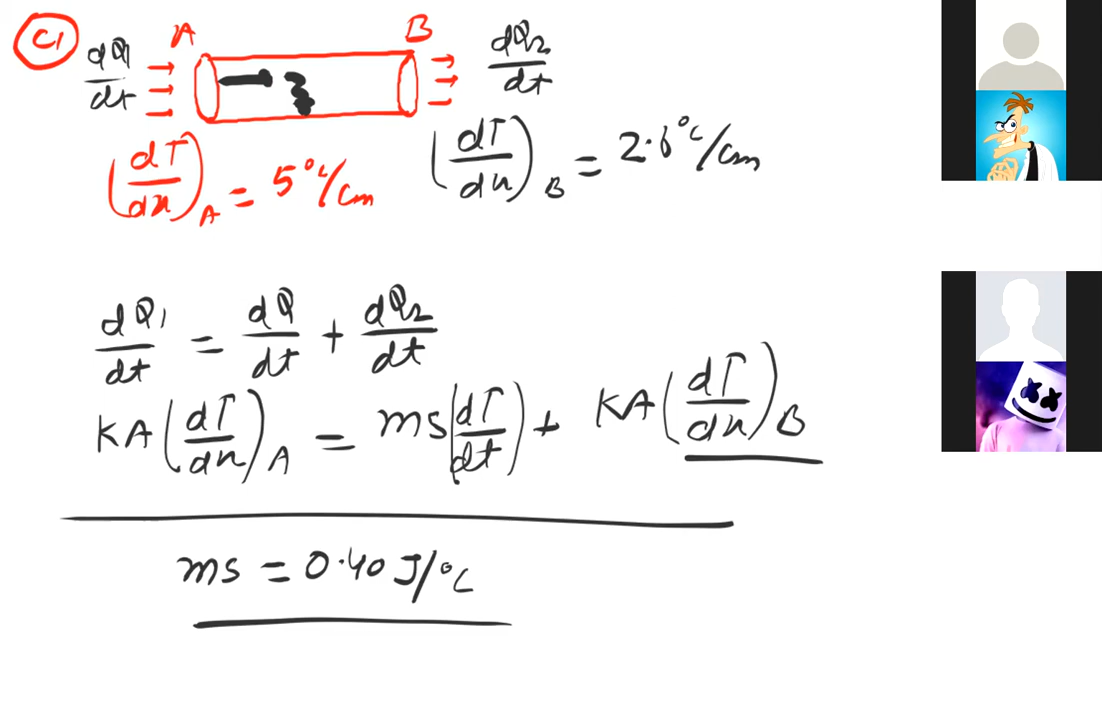 C1 A B
dQ1/dt dQ2/dt
(dT/dx)A = 5°C/cm (dT/dx)B = 2.6°C/cm
dQ1/dt = dQ/dt + dQ2/dt
KA(dT/dx)A = ms(dT/dt) + KA(dT/dx)B
ms = 0.40 J/°C